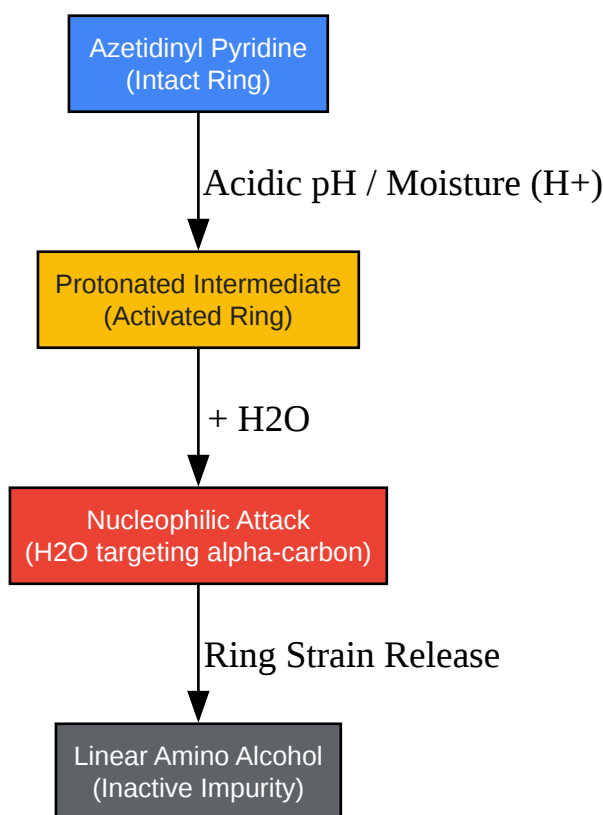 Azetidinyl Pyridine
(Intact Ring)
Acidic pH / Moisture (H+)
Protonated Intermediate
(Activated Ring)
+ H2O
Nucleophilic Attack
(H2O targeting alpha-carbon)
Ring Strain Release
Linear Amino Alcohol
(Inactive Impurity)